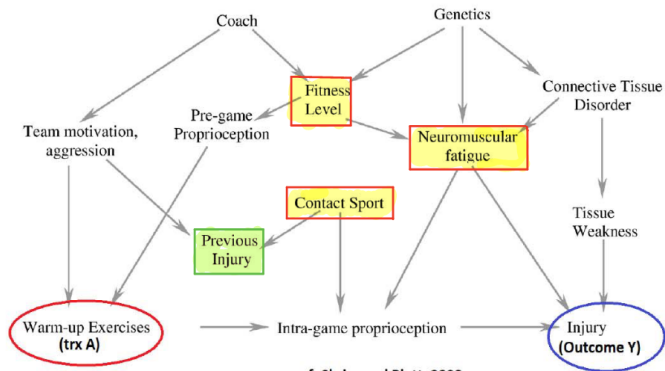 Coach
Genetics
Fitness
Level
Connective Tissue
Disorder
Pre-game
Proprioception
Team motivation,
aggression
Neuromuscular
fatigue
Contact Sport
Previous
Injury
Tissue
Weakness
Warm-up Exercises
(trx A)
Intra-game proprioception
Injury
(Outcome Y)